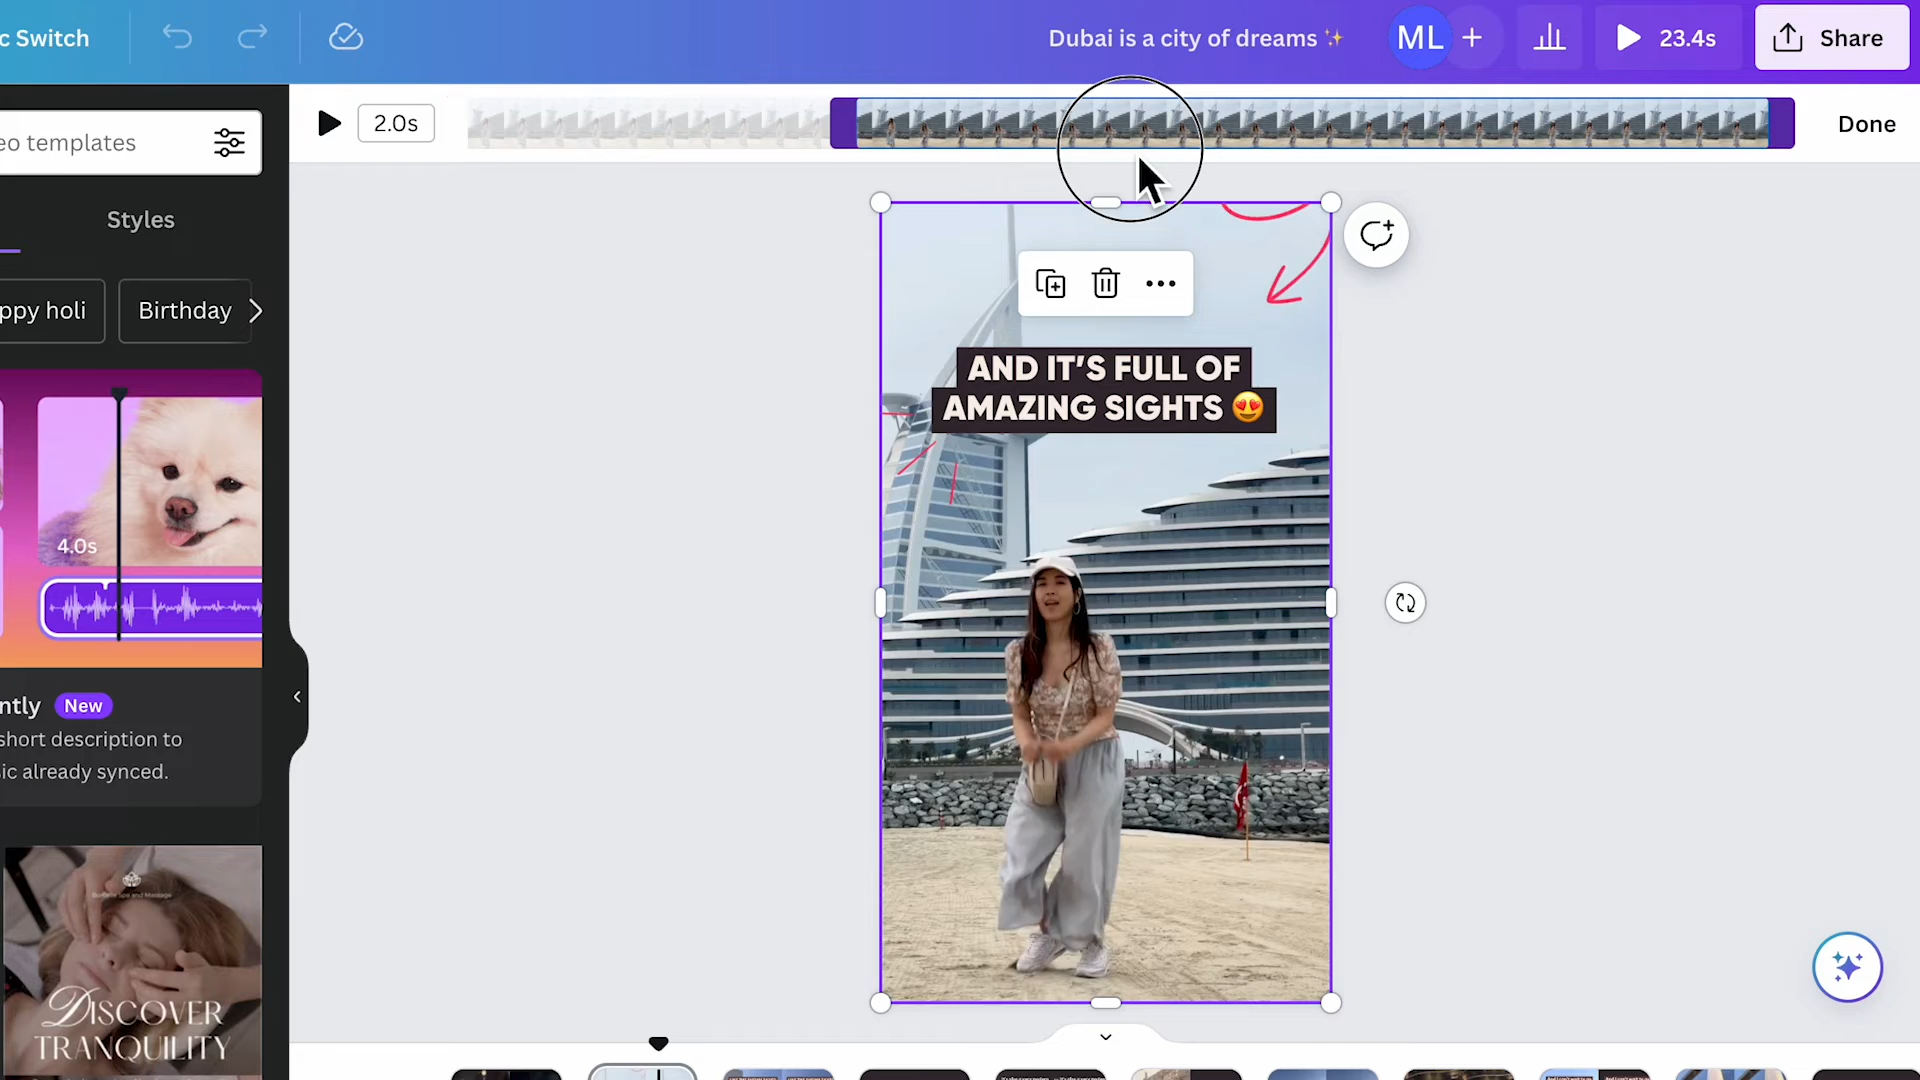 c Switch
Dubai is a city of dreams ✨
ML
23.4s
Share
2.0s
Done
eo templates
Styles
ppy holi
Birthday
AND IT’S FULL OF
AMAZING SIGHTS 😍
4.0s
ntly
New
short description to
sic already synced.
DISCOVER
TRANQUILITY